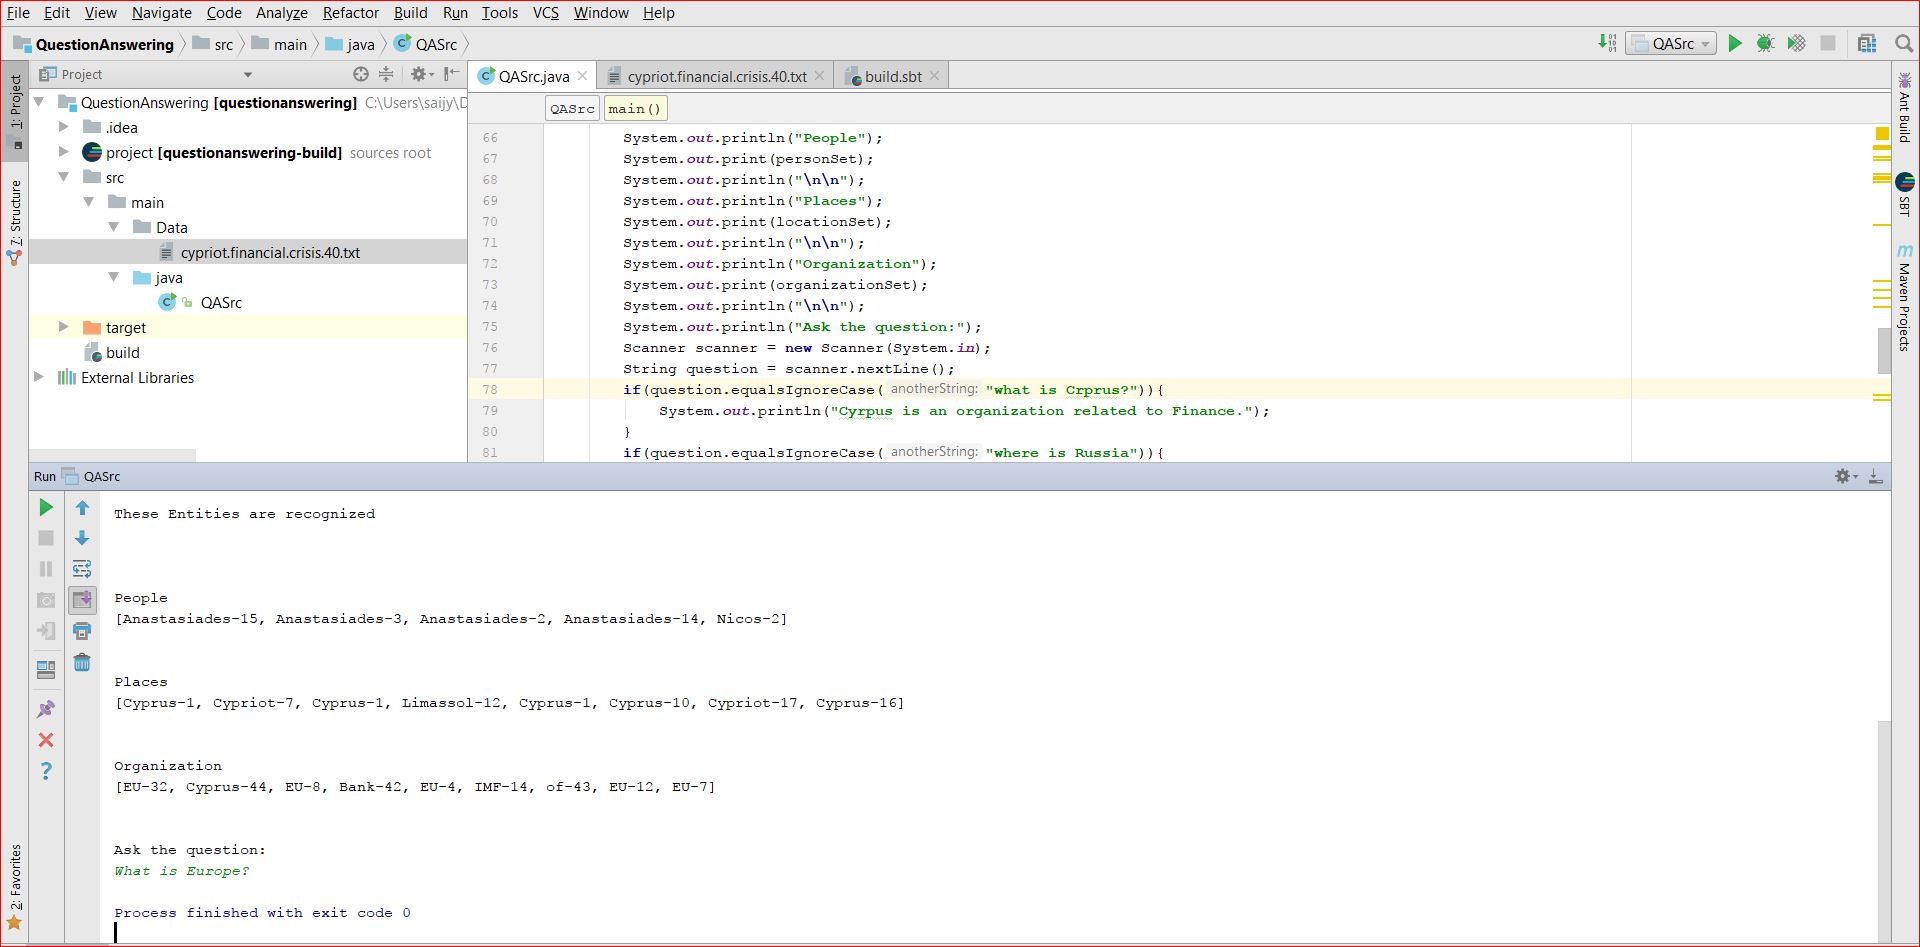 File Edit View Navigate Code Analyze Refactor Build Run Tools VCS Window Help
QuestionAnswering src main java QASrc
QASrc
1: Project
7: Structure
2: Favorites
Project
QuestionAnswering [questionanswering] C:\Users\saijy\D
.idea
project [questionanswering-build] sources root
src
main
Data
cypriot.financial.crisis.40.txt
java
QASrc
target
build
External Libraries
QASrc.java cypriot.financial.crisis.40.txt build.sbt
QASrc main()
66 System.out.println("People");
67 System.out.print(personSet);
68 System.out.println("\n\n");
69 System.out.println("Places");
70 System.out.print(locationSet);
71 System.out.println("\n\n");
72 System.out.println("Organization");
73 System.out.print(organizationSet);
74 System.out.println("\n\n");
75 System.out.println("Ask the question:");
76 Scanner scanner = new Scanner(System.in);
77 String question = scanner.nextLine();
78 if(question.equalsIgnoreCase( anotherString: "what is Crprus?")){
79 System.out.println("Cyrpus is an organization related to Finance.");
80 }
81 if(question.equalsIgnoreCase( anotherString: "where is Russia")){
Ant Build
SBT
m Maven Projects
Run QASrc
These Entities are recognized
People
[Anastasiades-15, Anastasiades-3, Anastasiades-2, Anastasiades-14, Nicos-2]
Places
[Cyprus-1, Cypriot-7, Cyprus-1, Limassol-12, Cyprus-1, Cyprus-10, Cypriot-17, Cyprus-16]
Organization
[EU-32, Cyprus-44, EU-8, Bank-42, EU-4, IMF-14, of-43, EU-12, EU-7]
Ask the question:
What is Europe?
Process finished with exit code 0